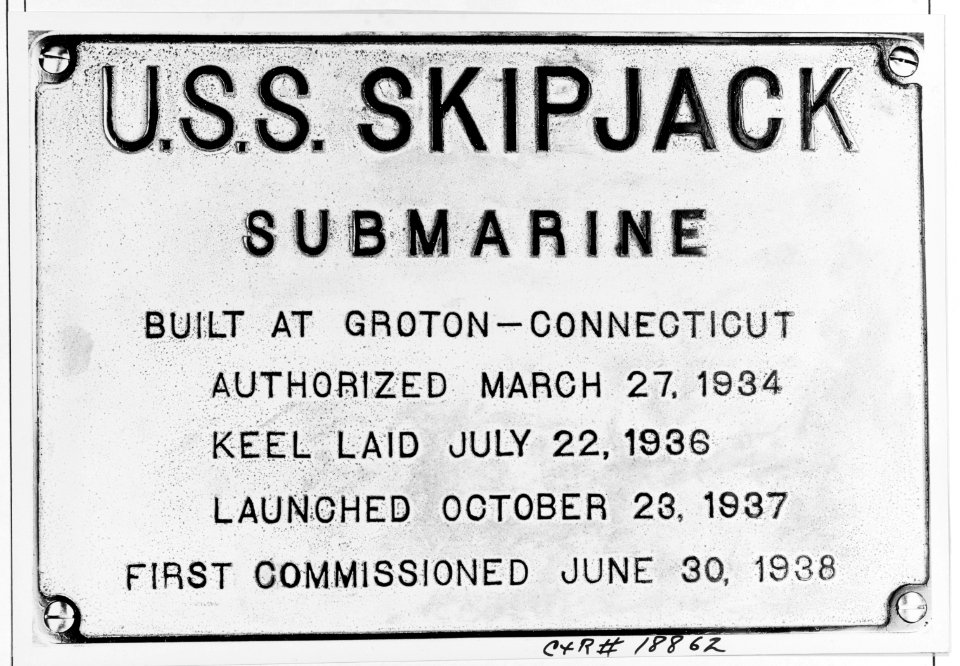 U.S.S. SKIPJACK
SUBMARINE
BUILT AT GROTON—CONNECTICUT
AUTHORIZED MARCH 27, 1934
KEEL LAID JULY 22, 1936
LAUNCHED OCTOBER 23, 1937
FIRST COMMISSIONED JUNE 30, 1938
C+R# 18862